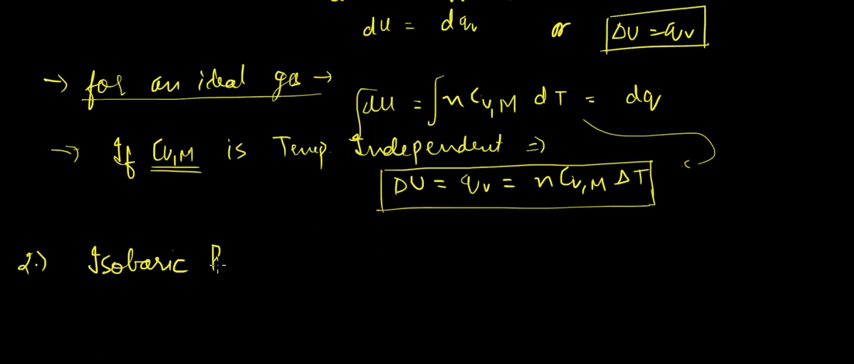 dU = dqv or ΔU = qv
→ for an ideal gas → ∫dU = ∫n Cv,M dT = dq
→ If Cv,M is Temp. Independent ⇒
DU = qv = n Cv,M ΔT
2.) Isobaric P